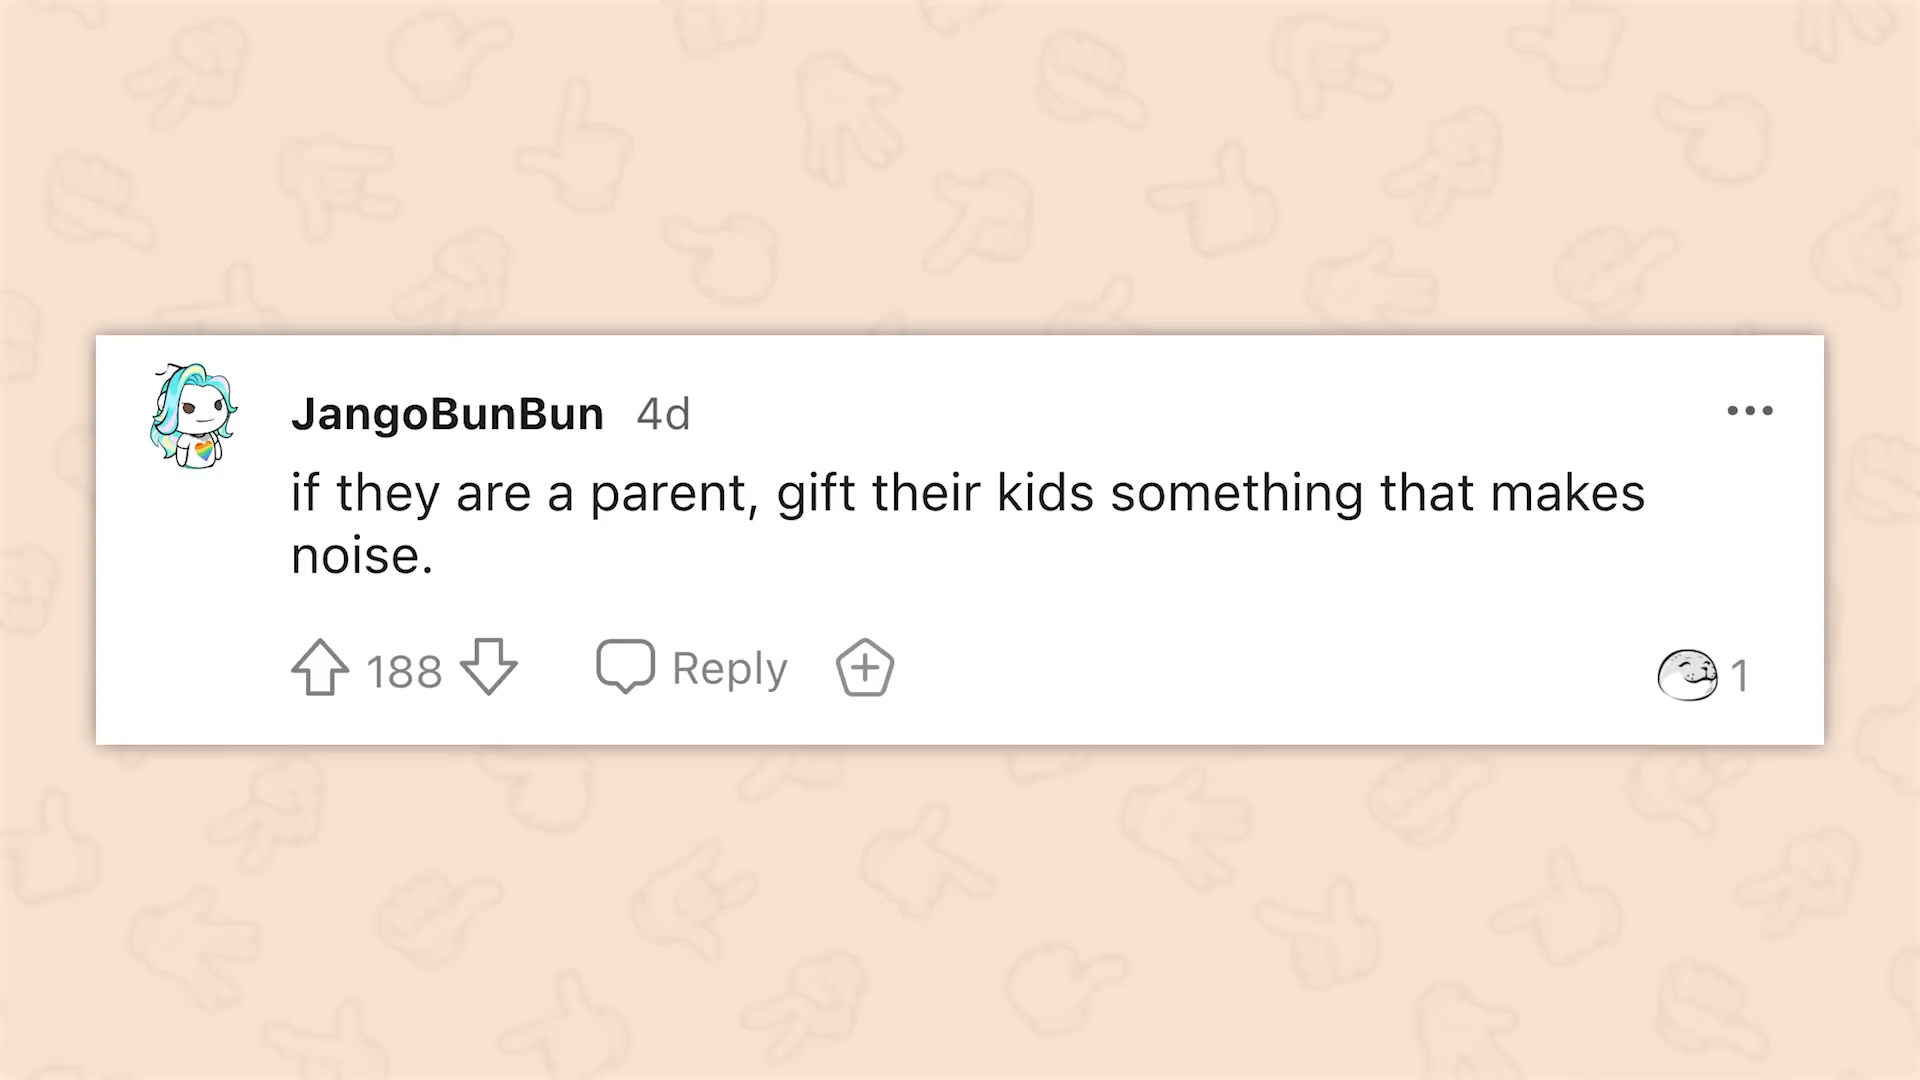 JangoBunBun 4d
if they are a parent, gift their kids something that makes
noise.
188 Reply 1